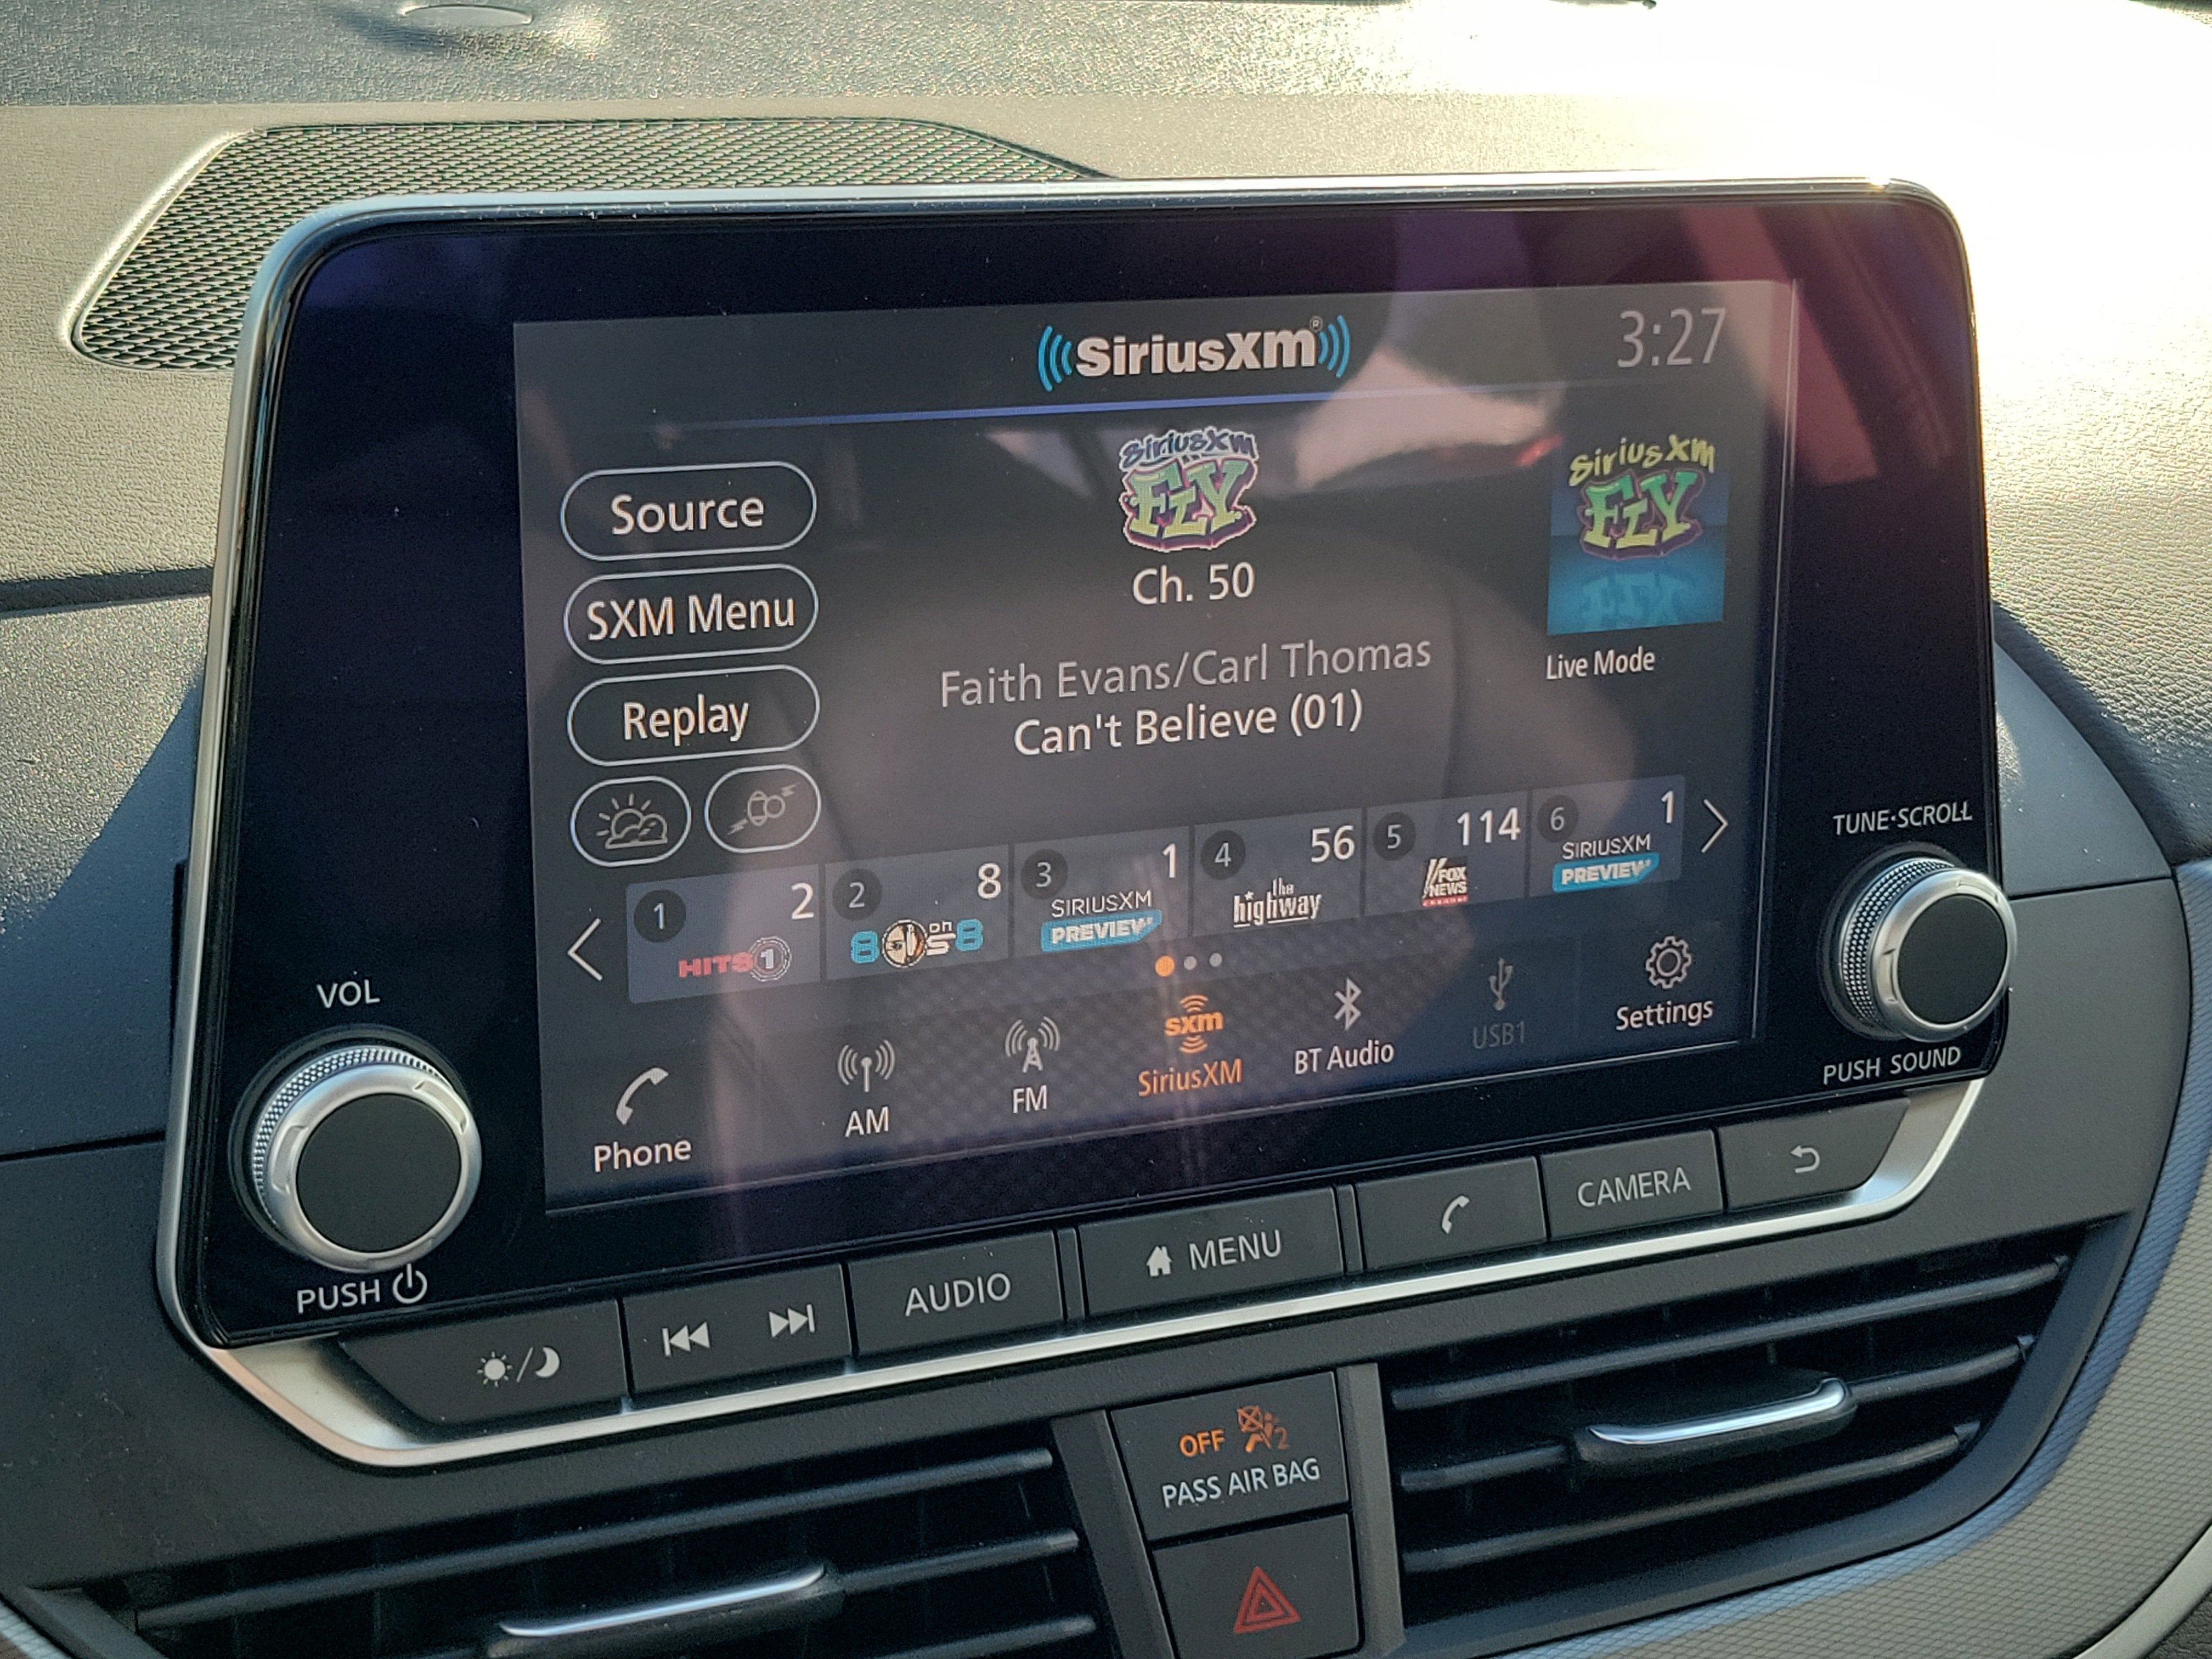 SiriusXM®
3:27
Source
SXM Menu
Replay
SiriusXM
FLY
Ch. 50
Faith Evans/Carl Thomas
Can't Believe (01)
SiriusXM
FLY
Live Mode
1 2
HITS 1
2 8
8 on 8
3 1
SIRIUSXM
PREVIEW
4 56
the
highway
5 114
FOX
NEWS
channel
6 1
SIRIUSXM
PREVIEW
Phone
AM
FM
sxm
SiriusXM
BT Audio
USB1
Settings
VOL
PUSH
TUNE·SCROLL
PUSH SOUND
AUDIO
MENU
CAMERA
OFF 2
PASS AIR BAG